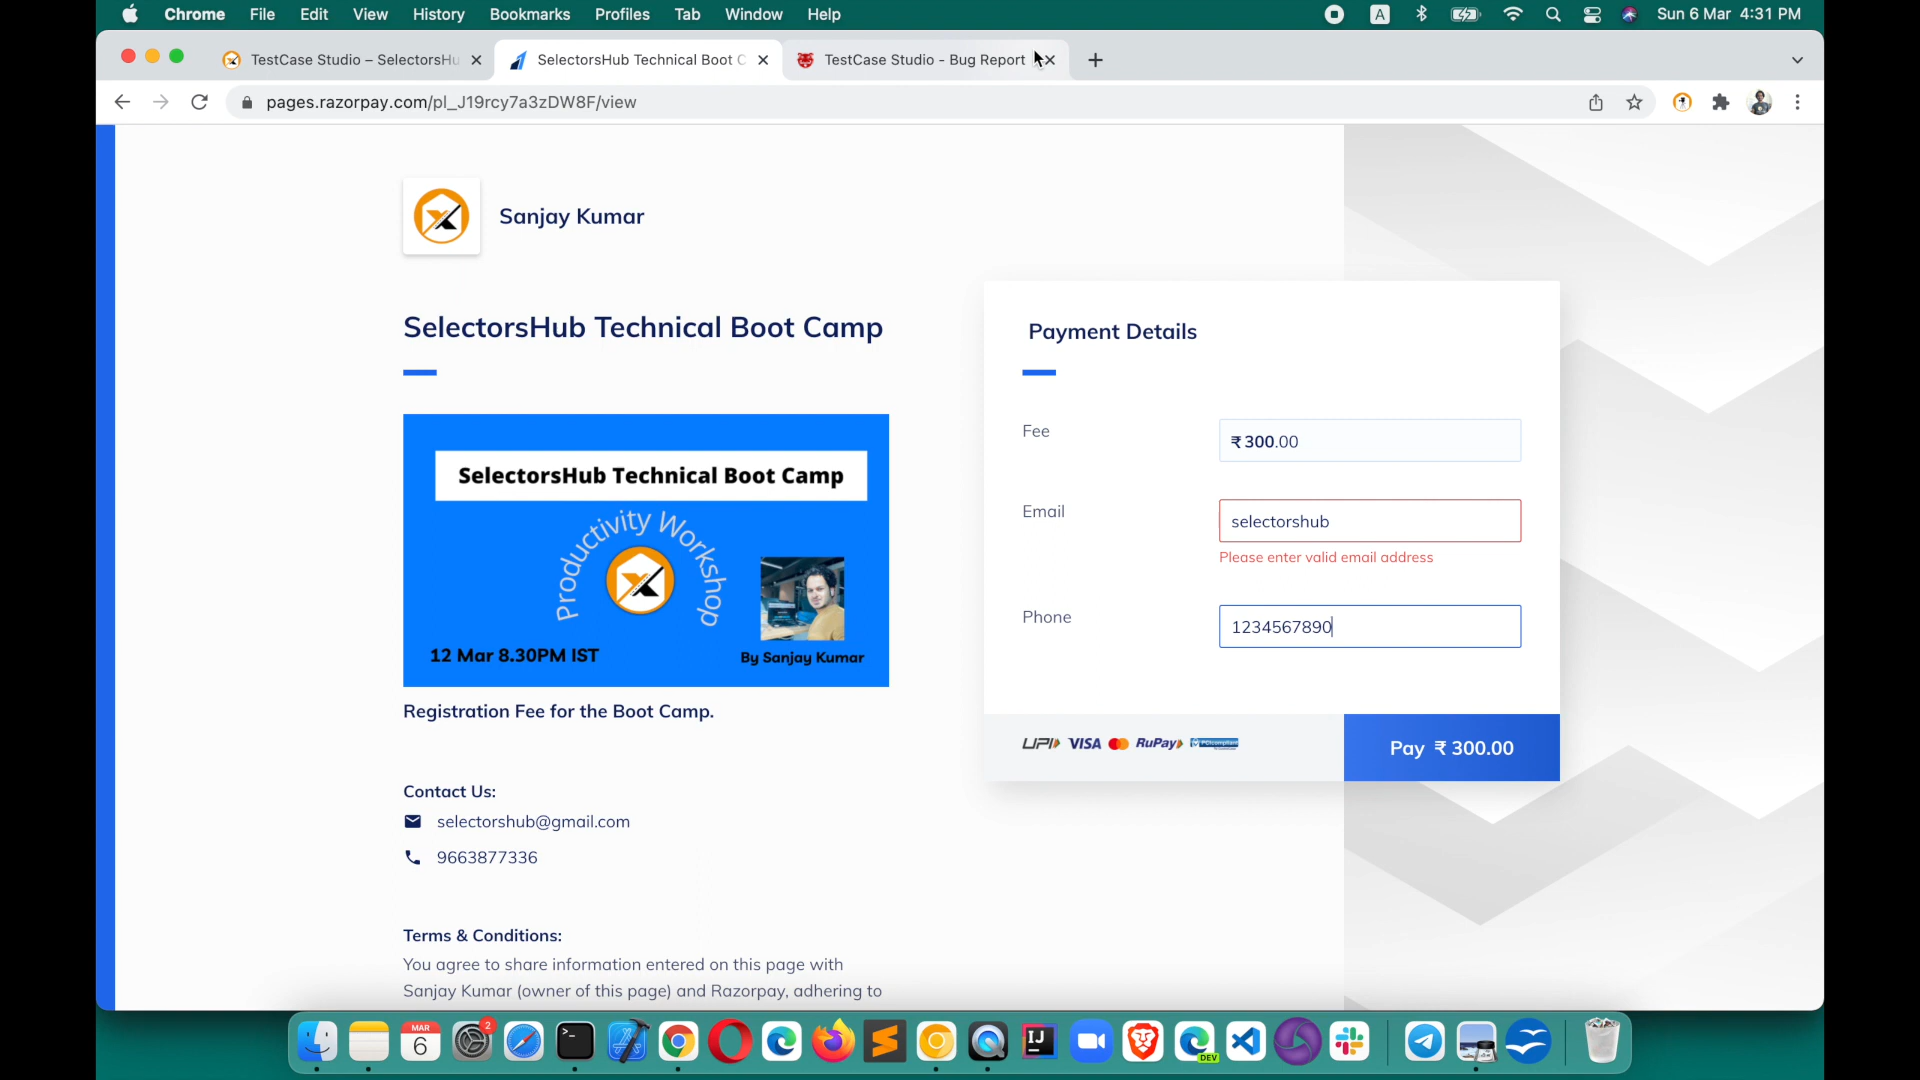 Chrome File Edit View History Bookmarks Profiles Tab Window Help
A
Sun 6 Mar 4:31 PM
TestCase Studio – SelectorsHu
SelectorsHub Technical Boot C
TestCase Studio - Bug Report
pages.razorpay.com/pl_J19rcy7a3zDW8F/view
Sanjay Kumar
SelectorsHub Technical Boot Camp
SelectorsHub Technical Boot Camp
Productivity Workshop
12 Mar 8.30PM IST
By Sanjay Kumar
Registration Fee for the Boot Camp.
Contact Us:
selectorshub@gmail.com
9663877336
Terms & Conditions:
You agree to share information entered on this page with
Sanjay Kumar (owner of this page) and Razorpay, adhering to
Payment Details
Fee
₹ 300.00
Email
selectorshub
Please enter valid email address
Phone
1234567890
UPI VISA RuPay
Pay ₹ 300.00
MAR
6
2
>_
IJ
DEV